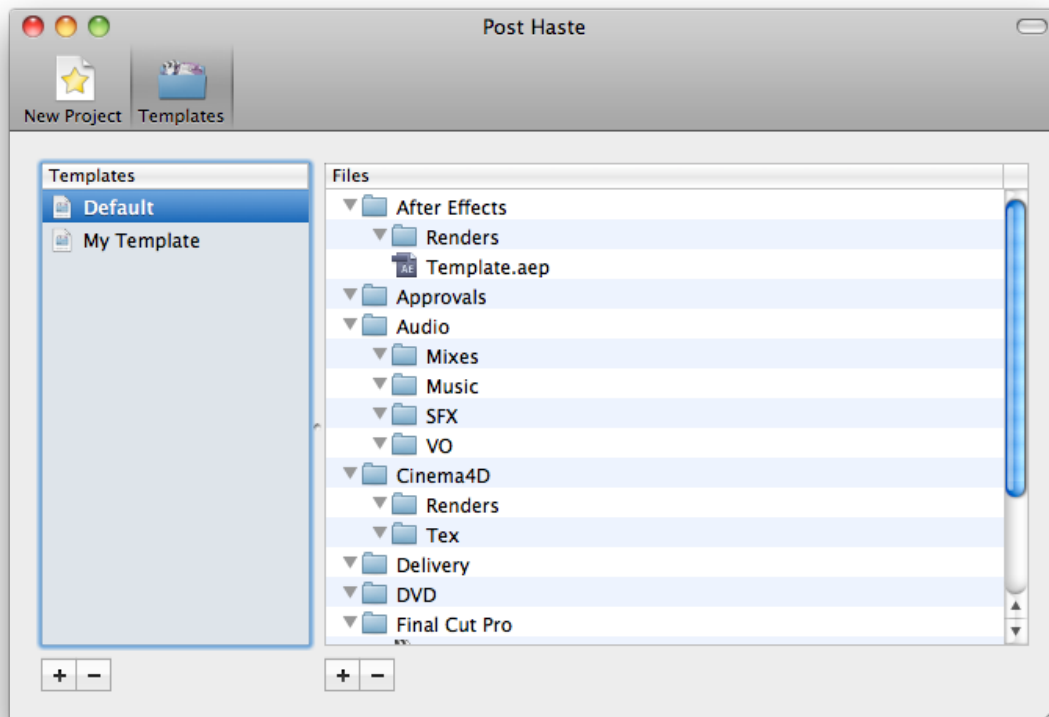 Post Haste
New Project
Templates
Templates
Default
My Template
Files
After Effects
Renders
AE Template.aep
Approvals
Audio
Mixes
Music
SFX
VO
Cinema4D
Renders
Tex
Delivery
DVD
Final Cut Pro
+ −
+ −